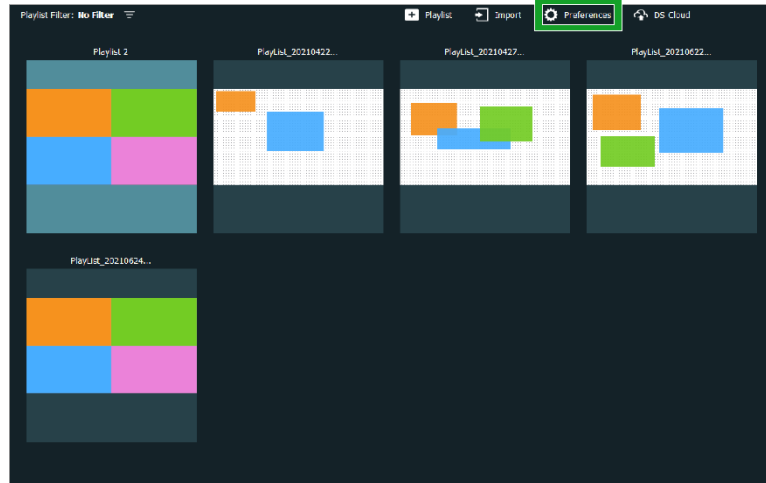 Playlist Filter: No Filter
Playlist
Import
Preferences
DS Cloud
Playlist 2
PlayList_20210422...
PlayList_20210427...
PlayList_20210622...
PlayList_20210624...